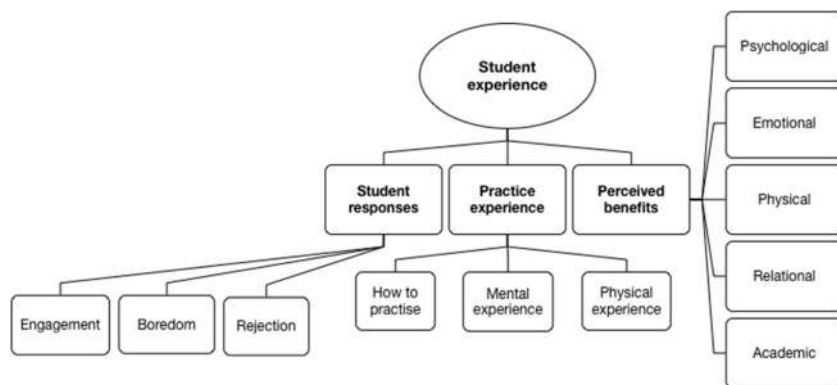 Student
experience
Student
responses
Practice
experience
Perceived
benefits
Engagement
Boredom
Rejection
How to
practise
Mental
experience
Physical
experience
Psychological
Emotional
Physical
Relational
Academic